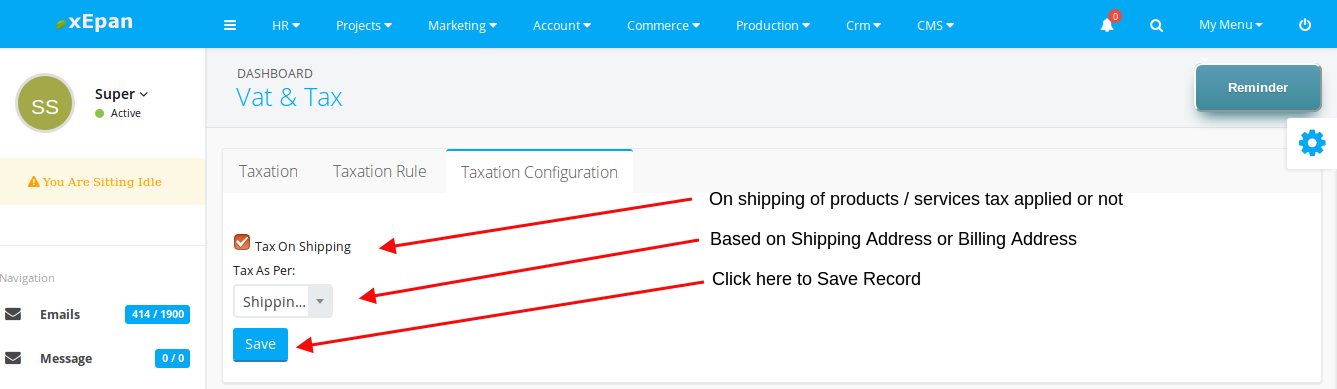 xEpan
HR Projects Marketing Account Commerce Production Crm CMS 0 My Menu
SS
Super
Active
DASHBOARD
Vat & Tax
Reminder
You Are Sitting Idle
Taxation Taxation Rule Taxation Configuration
On shipping of products / services tax applied or not
Tax On Shipping
Based on Shipping Address or Billing Address
Tax As Per:
Click here to Save Record
Shippin...
Save
Navigation
Emails 414 / 1900
Message 0 / 0